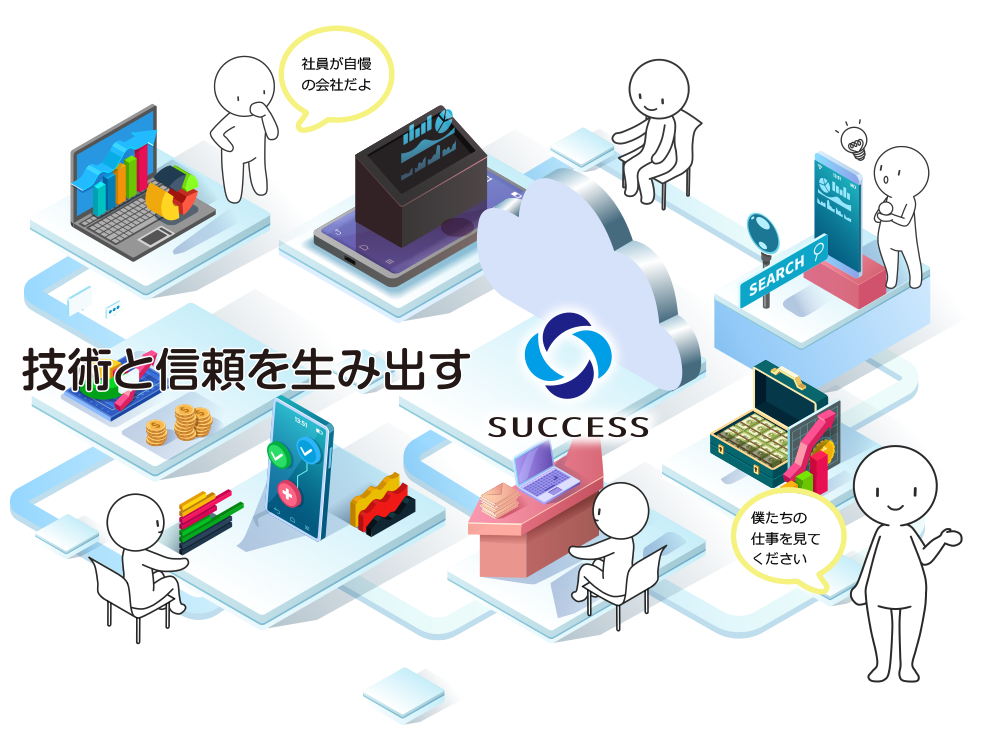 社員が自慢
の会社だよ
SEARCH
技術と信頼を生み出す
SUCCESS
13:51
僕たちの
仕事を見て
ください